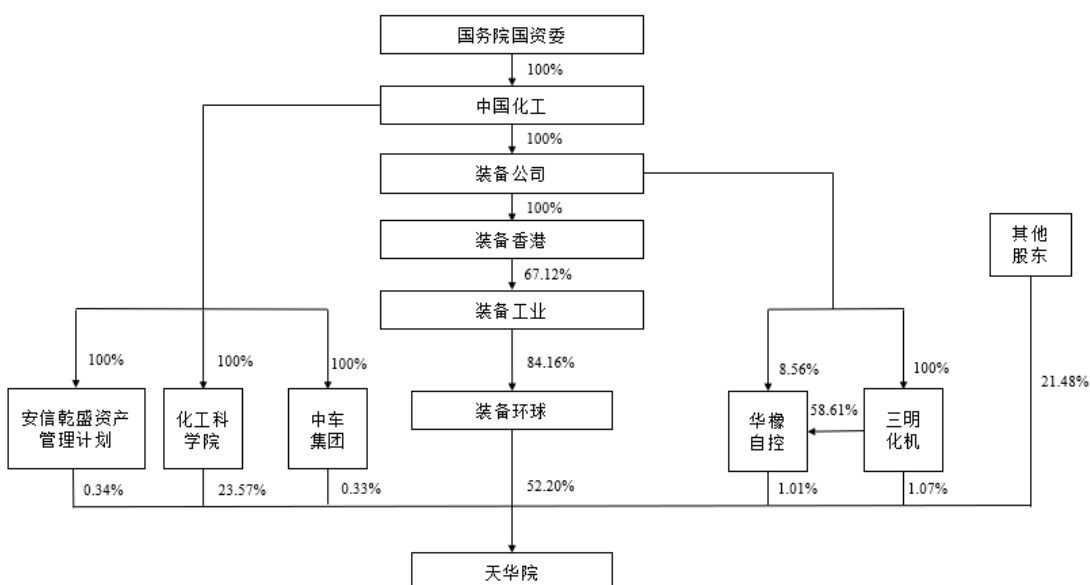 国务院国资委
100%
中国化工
100%
装备公司
100%
装备香港
其他
股东
67.12%
装备工业
100%
100%
100%
84.16%
8.56%
100%
21.48%
安信乾盛资产
管理计划
化工科
学院
中车
集团
装备环球
华橡
自控
58.61%
三明
化机
0.34%
23.57%
0.33%
52.20%
1.01%
1.07%
天华院